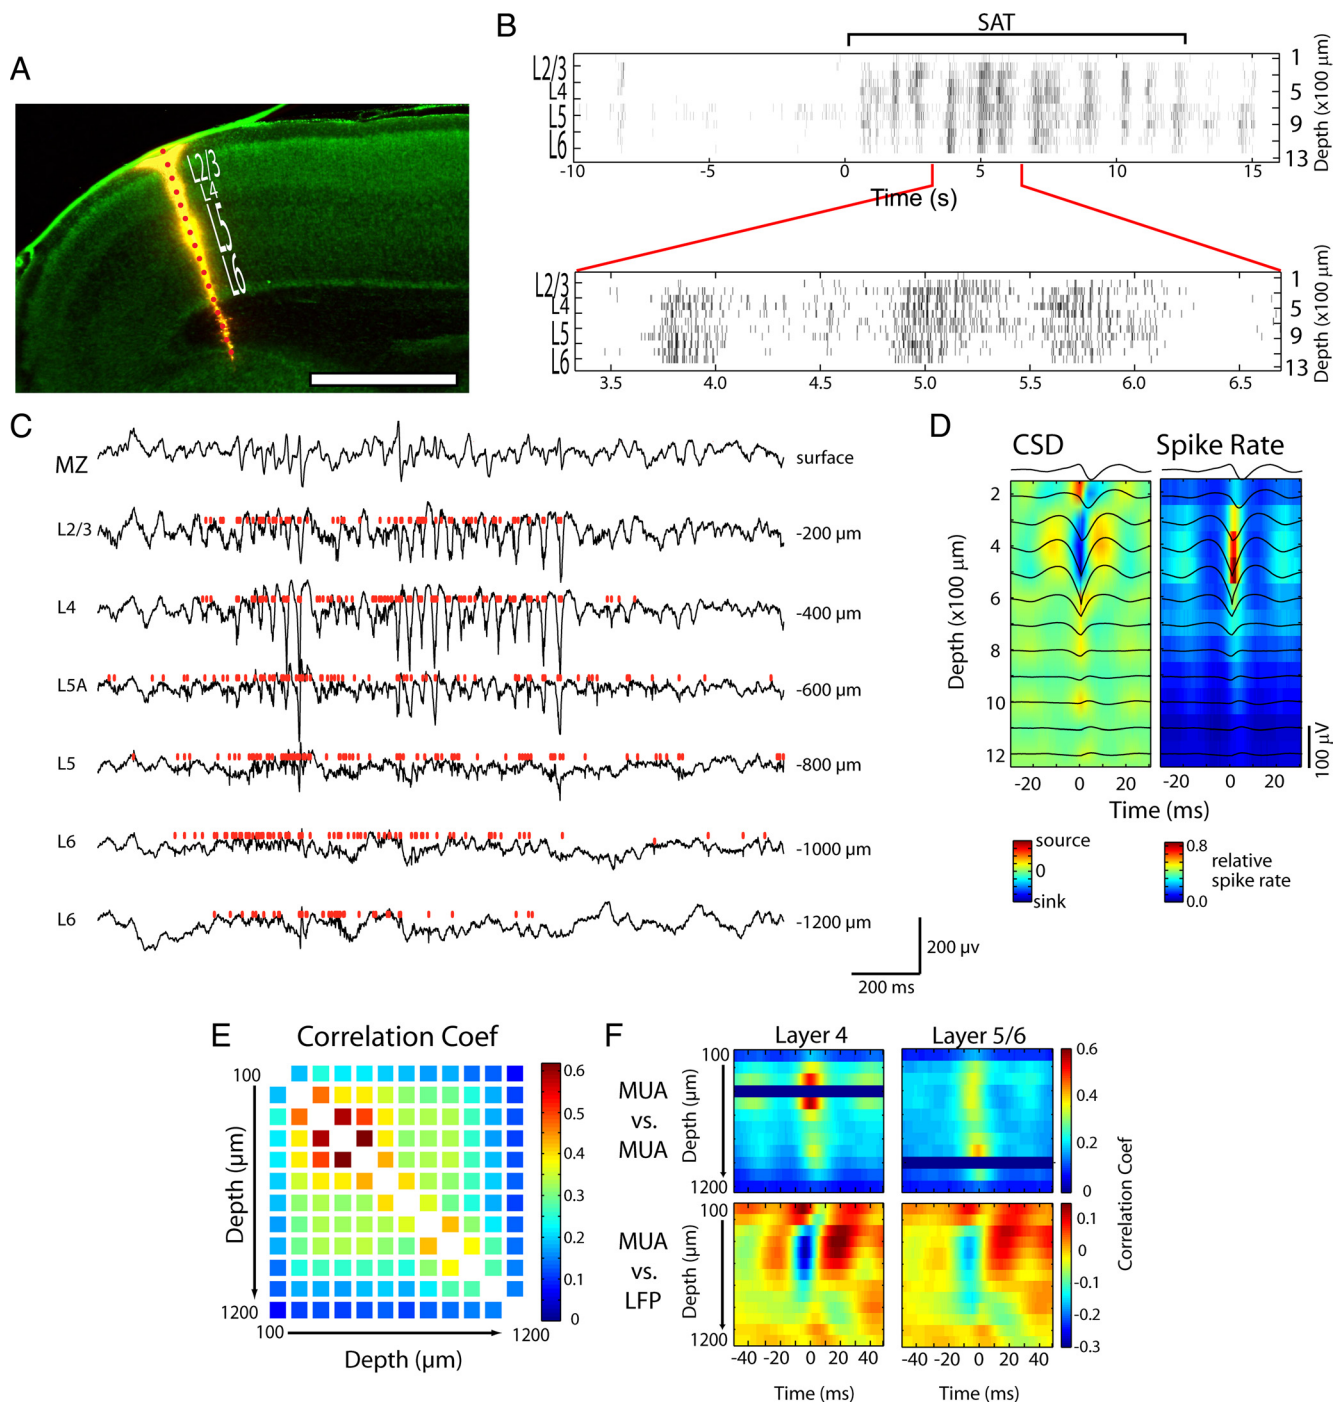 A
L2/3
L4
L5
L6
B
SAT
L2/3
L4
L5
L6
1
5
9
13
Depth (x100 µm)
-10 -5 0 5 10 15
Time (s)
L2/3
L4
L5
L6
1
5
9
13
Depth (x100 µm)
3.5 4.0 4.5 5.0 5.5 6.0 6.5
C
MZ surface
L2/3 -200 µm
L4 -400 µm
L5A -600 µm
L5 -800 µm
L6 -1000 µm
L6 -1200 µm
200 µv
200 ms
D
CSD Spike Rate
2
4
6
8
10
12
Depth (x100 µm)
100 µV
-20 0 20 -20 0 20
Time (ms)
source
0
sink
0.8
relative
spike rate
0.0
E
Correlation Coef
100
Depth (µm)
1200
100 1200
Depth (µm)
0.6
0.5
0.4
0.3
0.2
0.1
0
F
Layer 4 Layer 5/6
MUA
vs.
MUA
100
Depth (µm)
1200
0.6
0.4
0.2
0
MUA
vs.
LFP
100
Depth (µm)
1200
0.1
0
-0.1
-0.2
-0.3
Correlation Coef
-40 -20 0 20 40 -40 -20 0 20 40
Time (ms) Time (ms)